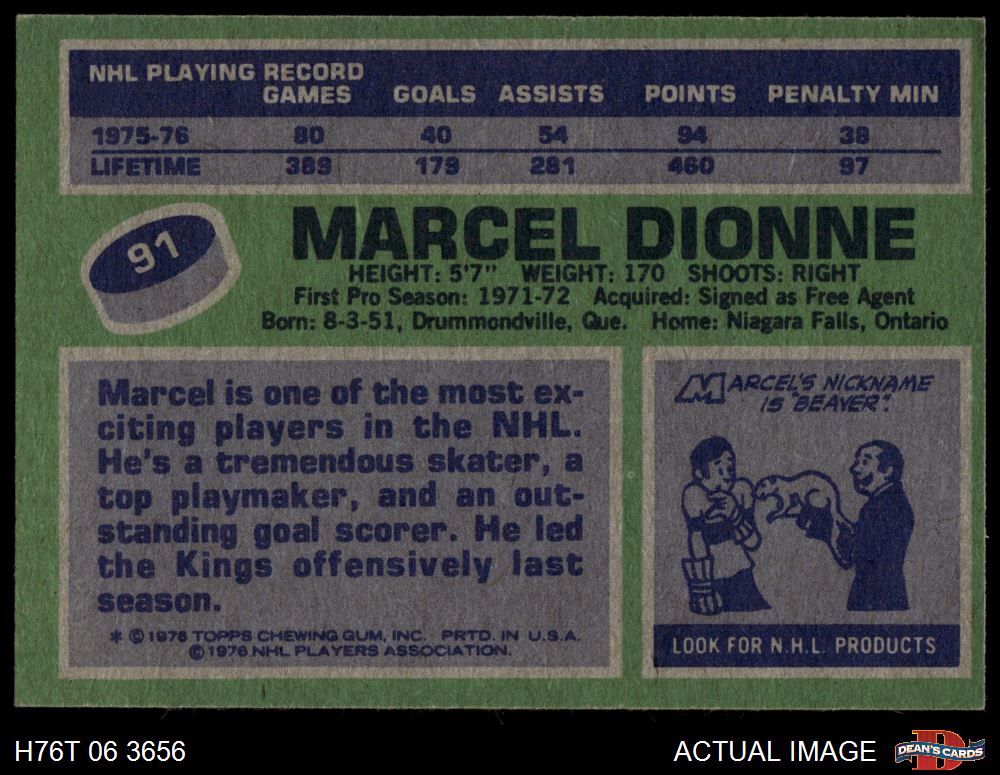 NHL PLAYING RECORD
GAMES GOALS ASSISTS POINTS PENALTY MIN
1975-76 80 40 54 94 38
LIFETIME 389 179 281 460 97
91
MARCEL DIONNE
HEIGHT: 5'7" WEIGHT: 170 SHOOTS: RIGHT
First Pro Season: 1971-72 Acquired: Signed as Free Agent
Born: 8-3-51, Drummondville, Que. Home: Niagara Falls, Ontario
Marcel is one of the most ex-
citing players in the NHL.
He's a tremendous skater, a
top playmaker, and an out-
standing goal scorer. He led
the Kings offensively last
season.
* © 1976 TOPPS CHEWING GUM, INC. PRTD. IN U.S.A.
© 1976 NHL PLAYERS ASSOCIATION.
MARCEL'S NICKNAME
IS "BEAVER".
LOOK FOR N.H.L. PRODUCTS
H76T 06 3656
ACTUAL IMAGE
D
DEAN'S CARDS